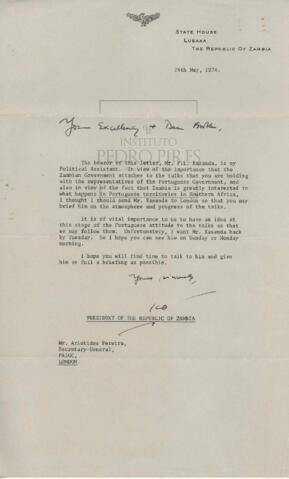 STATE HOUSE
LUSAKA
THE REPUBLIC OF ZAMBIA
24th May, 1974.
Your Excellency & Dear Brother,
INSTITUTO
PEDRO PIRES
The bearer of this letter, Mr. P.I. Kasanda, is my
Political Assistant. In view of the importance that the
Zambian Government attaches to the talks that you are holding
with the representatives of the Portuguese Government, and
also in view of the fact that Zambia is greatly interested in
what happens in Portuguese territories in Southern Africa,
I thought I should send Mr. Kasanda to London so that you may
brief him on the atmosphere and progress of the talks.
It is of vital importance to us to have an idea at
this stage of the Portuguese attitude to the talks so that
we may follow them. Unfortunately, I want Mr. Kasanda back
by Tuesday. So I hope you can see him on Sunday or Monday
morning.
I hope you will find time to talk to him and give
him as full a briefing as possible.
Yours sincerely,
PRESIDENT OF THE REPUBLIC OF ZAMBIA
Mr. Aristides Pereira,
Secretary-General,
PAIGC,
LONDON.